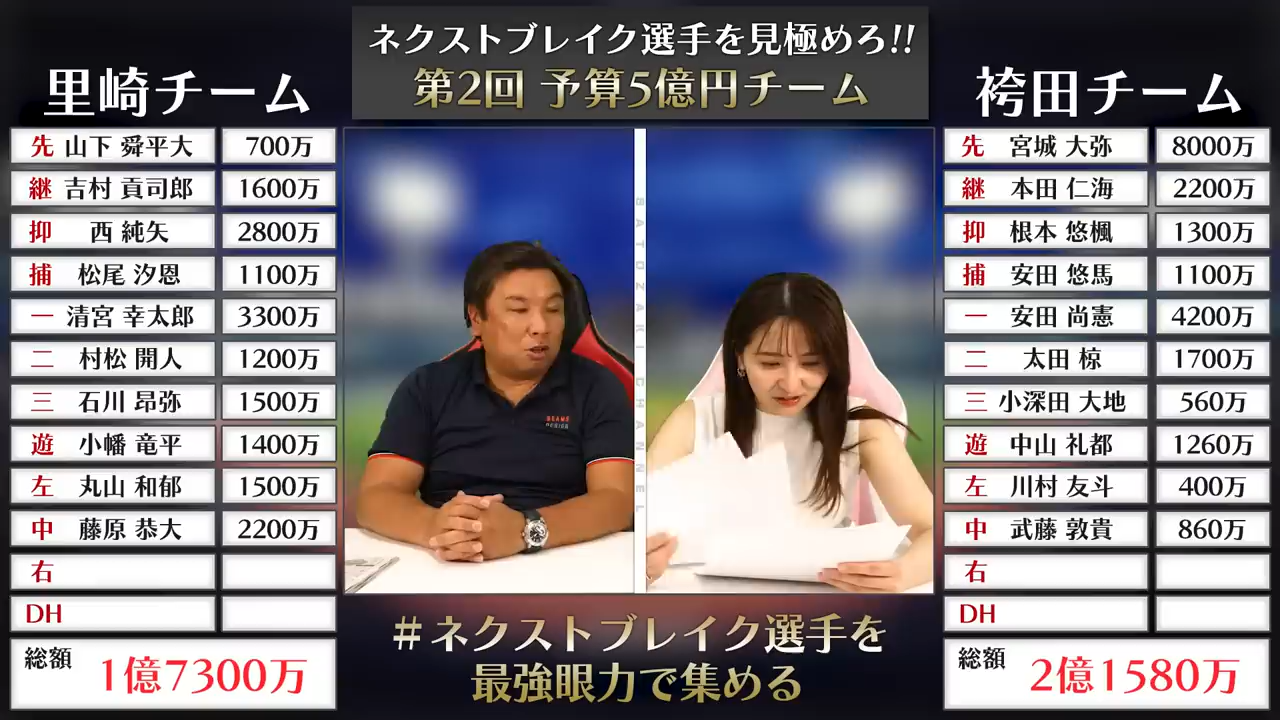 ネクストブレイク選手を見極めろ!!
第2回 予算5億円チーム
里崎チーム
先 山下 舜平大 700万
継 吉村 貢司郎 1600万
抑 西 純矢 2800万
捕 松尾 汐恩 1100万
一 清宮 幸太郎 3300万
二 村松 開人 1200万
三 石川 昂弥 1500万
遊 小幡 竜平 1400万
左 丸山 和郁 1500万
中 藤原 恭大 2200万
右
DH
総額 1億7300万
袴田チーム
先 宮城 大弥 8000万
継 本田 仁海 2200万
抑 根本 悠楓 1300万
捕 安田 悠馬 1100万
一 安田 尚憲 4200万
二 太田 椋 1700万
三 小深田 大地 560万
遊 中山 礼都 1260万
左 川村 友斗 400万
中 武藤 敦貴 860万
右
DH
総額 2億1580万
SATOZAKI CHANNEL
BEAMS
DESIGN
#ネクストブレイク選手を
最強眼力で集める